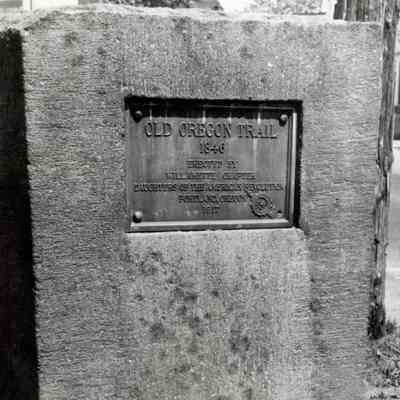 OLD OREGON TRAIL
1846
ERECTED BY
WILLAMETTE CHAPTER
DAUGHTERS OF THE AMERICAN REVOLUTION
PORTLAND, OREGON
1917